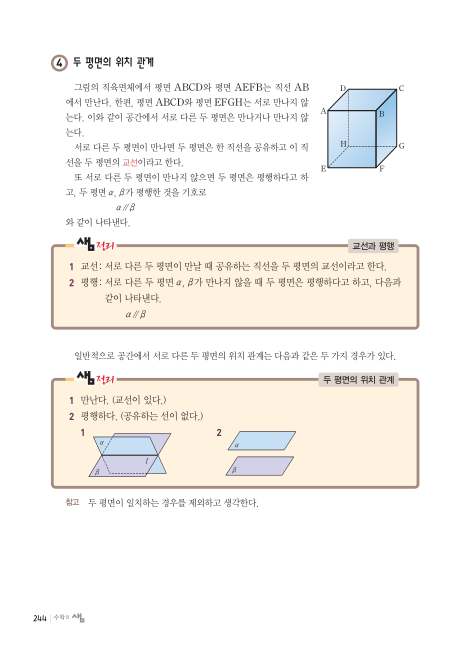 4 두 평면의 위치 관계
그림의 직육면체에서 평면 ABCD와 평면 AEFB는 직선 AB
에서 만난다. 한편, 평면 ABCD와 평면 EFGH는 서로 만나지 않
는다. 이와 같이 공간에서 서로 다른 두 평면은 만나거나 만나지 않
는다.
서로 다른 두 평면이 만나면 두 평면은 한 직선을 공유하고 이 직
선을 두 평면의 교선이라고 한다.
또 서로 다른 두 평면이 만나지 않으면 두 평면은 평행하다고 하
고, 두 평면 α, β가 평행한 것을 기호로
α // β
와 같이 나타낸다.
D C
A B
H G
E F
샘 정리 교선과 평행
1 교선: 서로 다른 두 평면이 만날 때 공유하는 직선을 두 평면의 교선이라고 한다.
2 평행: 서로 다른 두 평면 α, β가 만나지 않을 때 두 평면은 평행하다고 하고, 다음과
같이 나타낸다.
α // β
일반적으로 공간에서 서로 다른 두 평면의 위치 관계는 다음과 같은 두 가지 경우가 있다.
샘 정리 두 평면의 위치 관계
1 만난다. (교선이 있다.)
2 평행하다. (공유하는 선이 없다.)
1 2
α α
l
β β
참고 두 평면이 일치하는 경우를 제외하고 생각한다.
244 수학의 샘